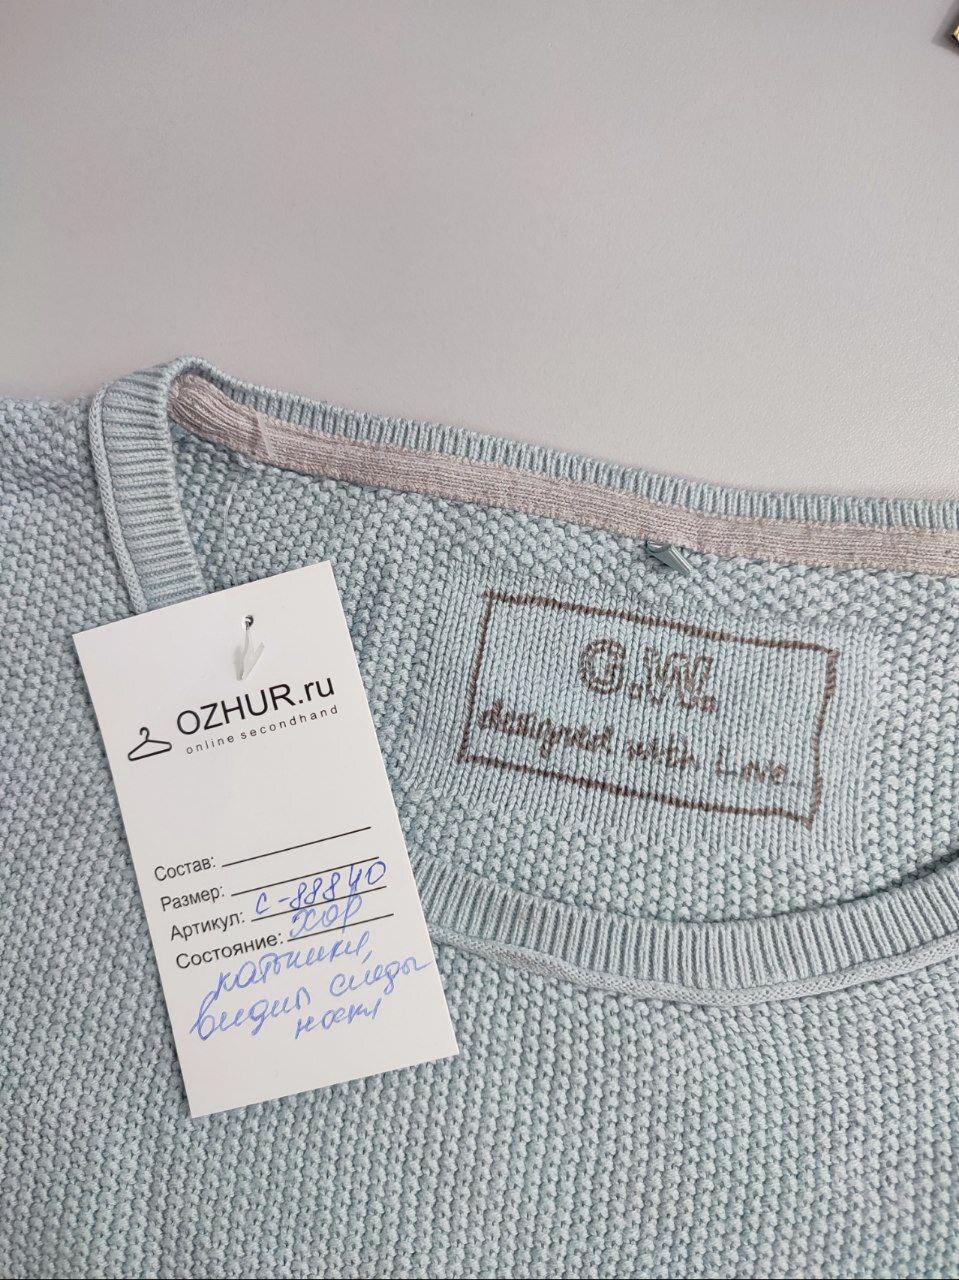 G.W.
designed with Love
OZHUR.ru
online secondhand
Состав:
Размер:
Артикул: С-88840
Состояние: ХОР
катышки,
видны следы
носки